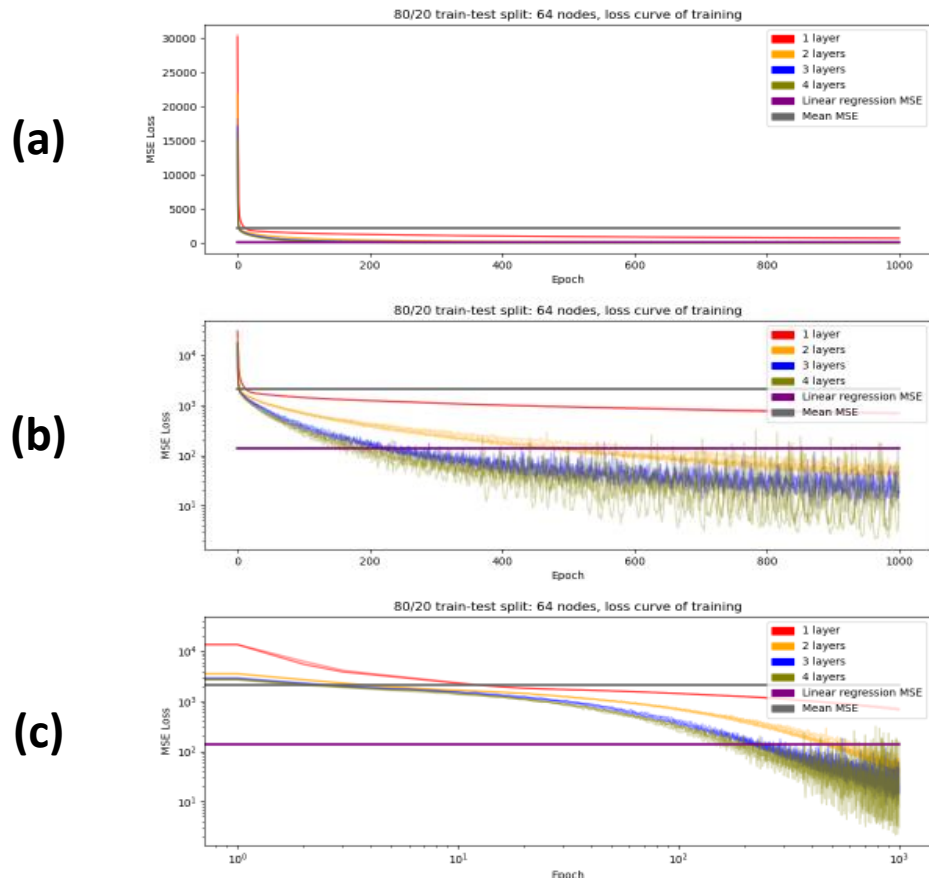 (a)
80/20 train-test split: 64 nodes, loss curve of training
MSE Loss
30000
25000
20000
15000
10000
5000
0
1 layer
2 layers
3 layers
4 layers
Linear regression MSE
Mean MSE
0 200 400 600 800 1000
Epoch
(b)
80/20 train-test split: 64 nodes, loss curve of training
MSE Loss
10⁴
10³
10²
10¹
1 layer
2 layers
3 layers
4 layers
Linear regression MSE
Mean MSE
0 200 400 600 800 1000
Epoch
(c)
80/20 train-test split: 64 nodes, loss curve of training
MSE Loss
10⁴
10³
10²
10¹
1 layer
2 layers
3 layers
4 layers
Linear regression MSE
Mean MSE
10⁰ 10¹ 10² 10³
Epoch